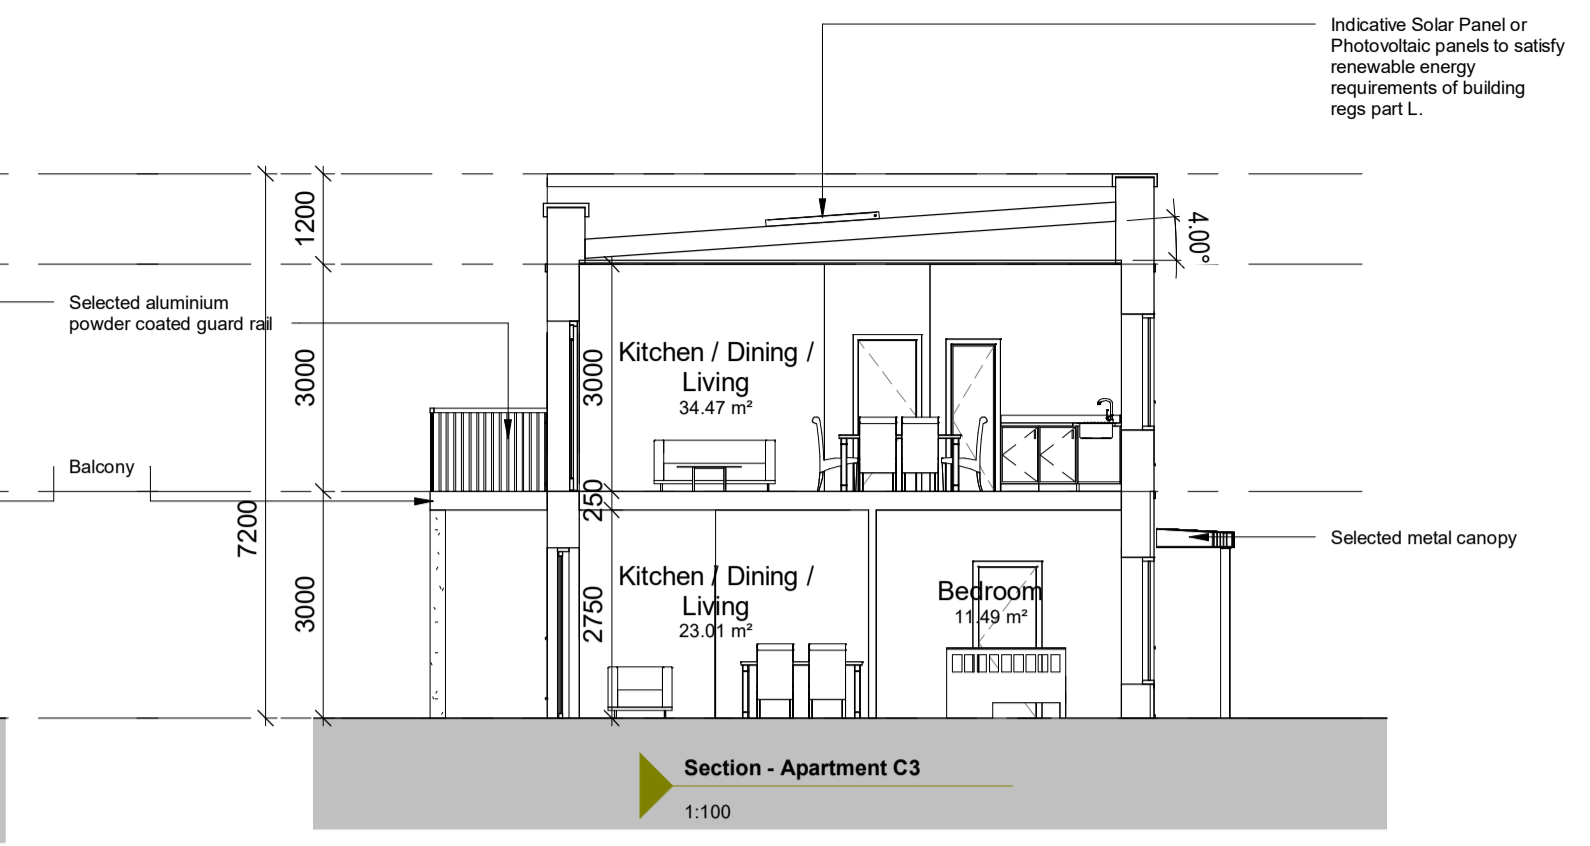 Indicative Solar Panel or
Photovoltaic panels to satisfy
renewable energy
requirements of building
regs part L.
1200
4.00°
Selected aluminium
powder coated guard rail
3000
3000
Kitchen / Dining /
Living
34.47 m²
Balcony
7200
250
Selected metal canopy
3000
2750
Kitchen / Dining /
Living
23.01 m²
Bedroom
11.49 m²
Section - Apartment C3
1:100